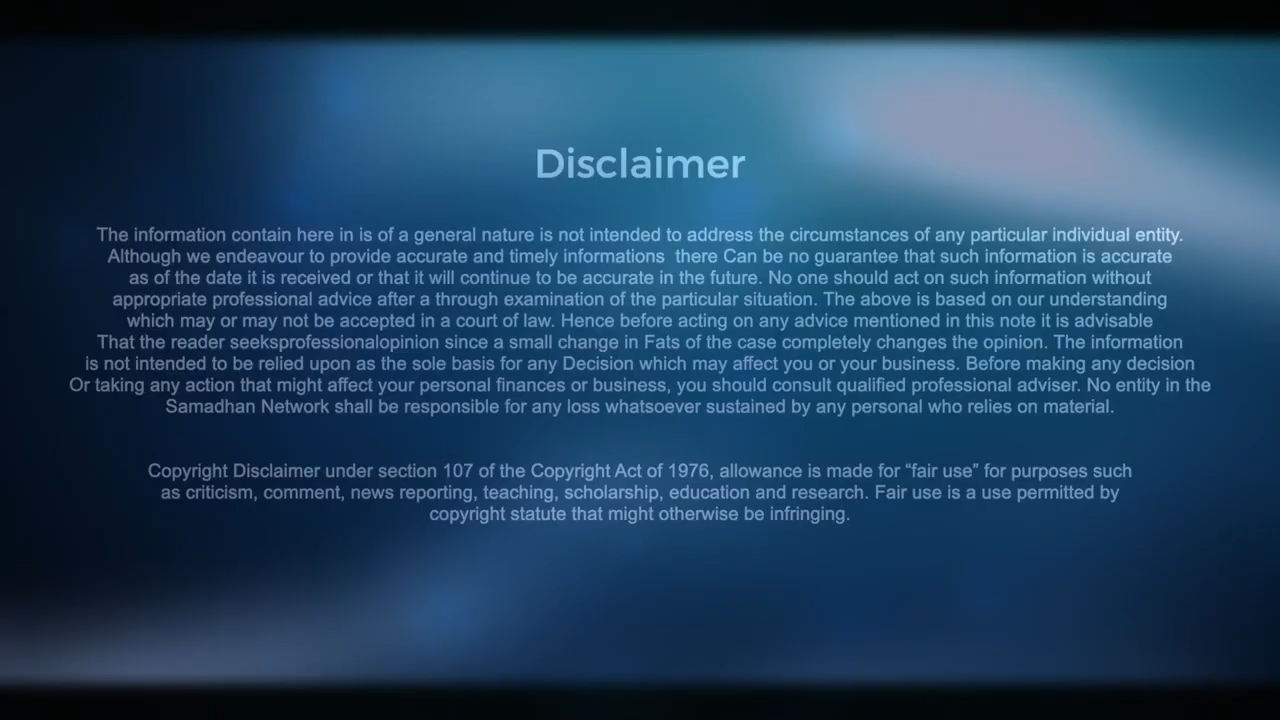 Disclaimer
The information contain here in is of a general nature is not intended to address the circumstances of any particular individual entity.
Although we endeavour to provide accurate and timely informations  there Can be no guarantee that such information is accurate
as of the date it is received or that it will continue to be accurate in the future. No one should act on such information without
appropriate professional advice after a through examination of the particular situation. The above is based on our understanding
which may or may not be accepted in a court of law. Hence before acting on any advice mentioned in this note it is advisable
That the reader seeksprofessionalopinion since a small change in Fats of the case completely changes the opinion. The information
is not intended to be relied upon as the sole basis for any Decision which may affect you or your business. Before making any decision
Or taking any action that might affect your personal finances or business, you should consult qualified professional adviser. No entity in the
Samadhan Network shall be responsible for any loss whatsoever sustained by any personal who relies on material.
Copyright Disclaimer under section 107 of the Copyright Act of 1976, allowance is made for “fair use” for purposes such
as criticism, comment, news reporting, teaching, scholarship, education and research. Fair use is a use permitted by
copyright statute that might otherwise be infringing.